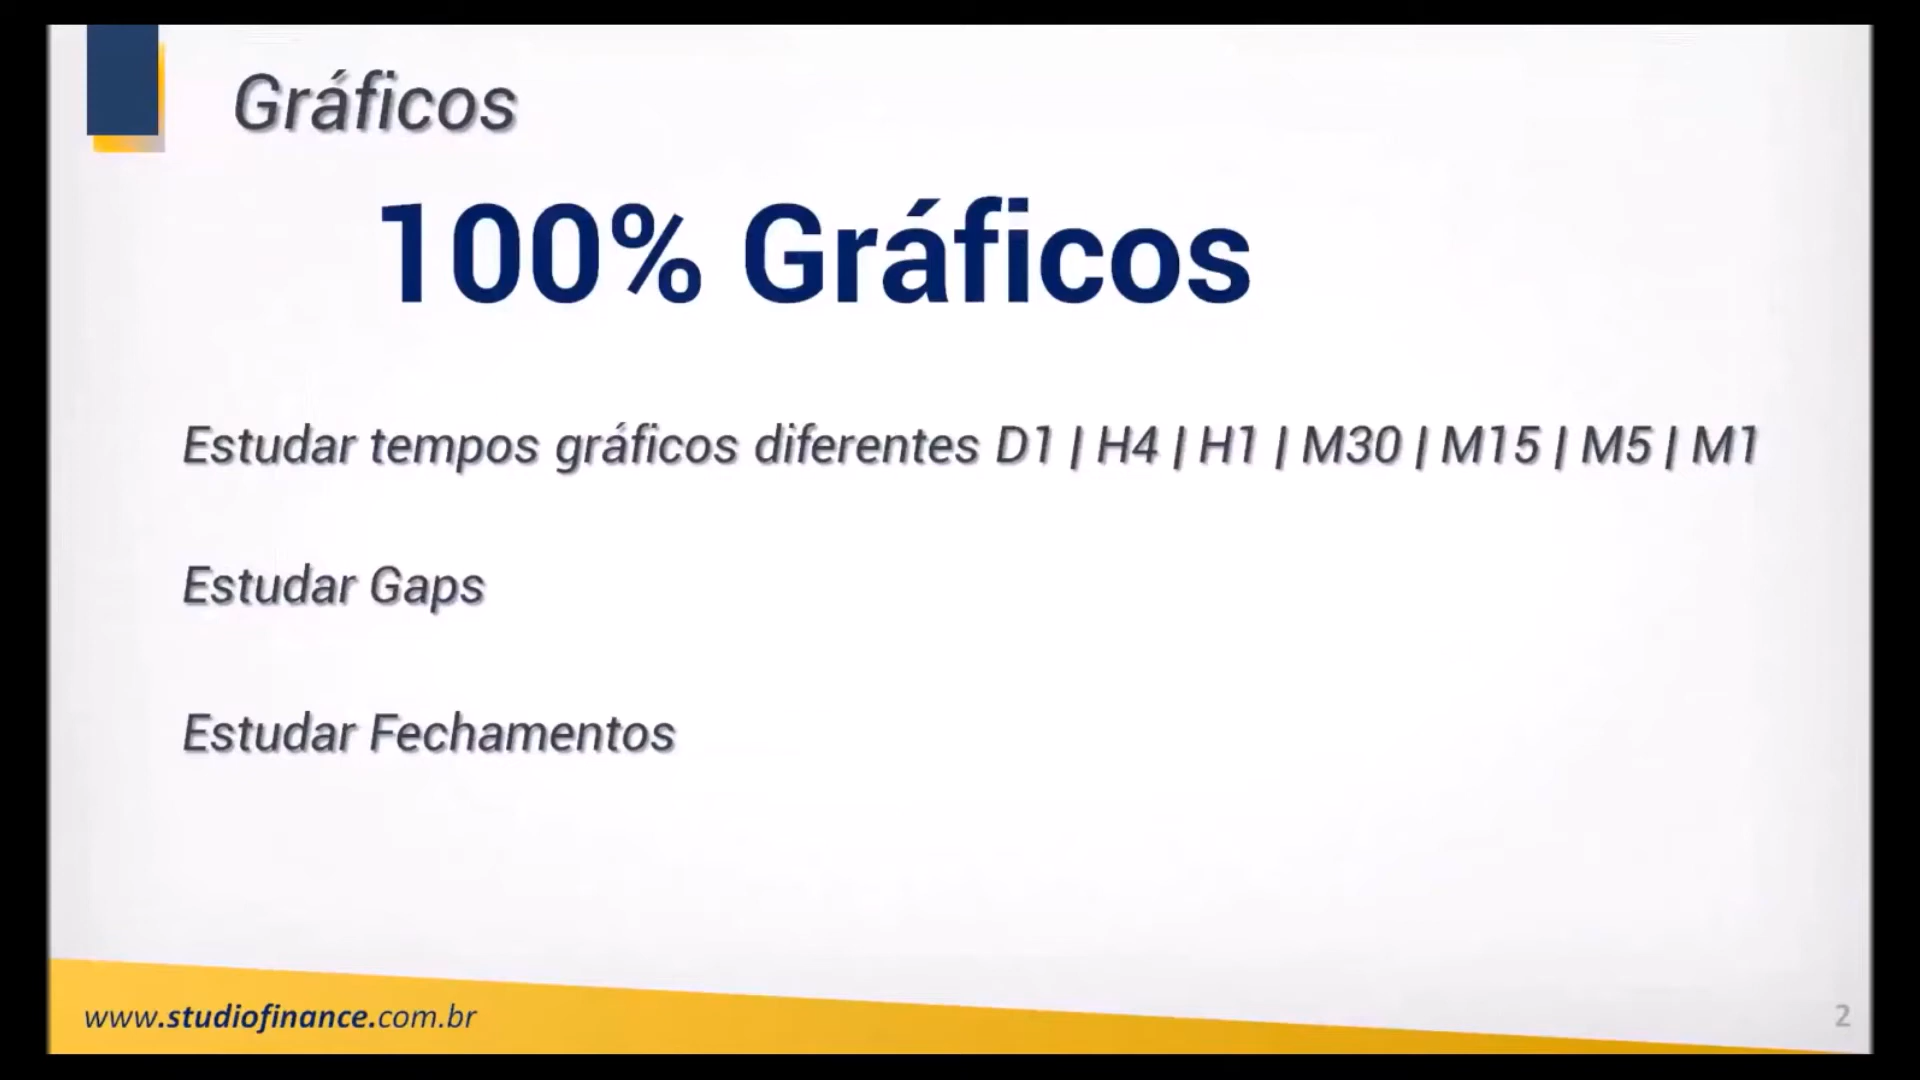 Gráficos
100% Gráficos
Estudar tempos gráficos diferentes D1 | H4 | H1 | M30 | M15 | M5 | M1
Estudar Gaps
Estudar Fechamentos
www.studiofinance.com.br
2